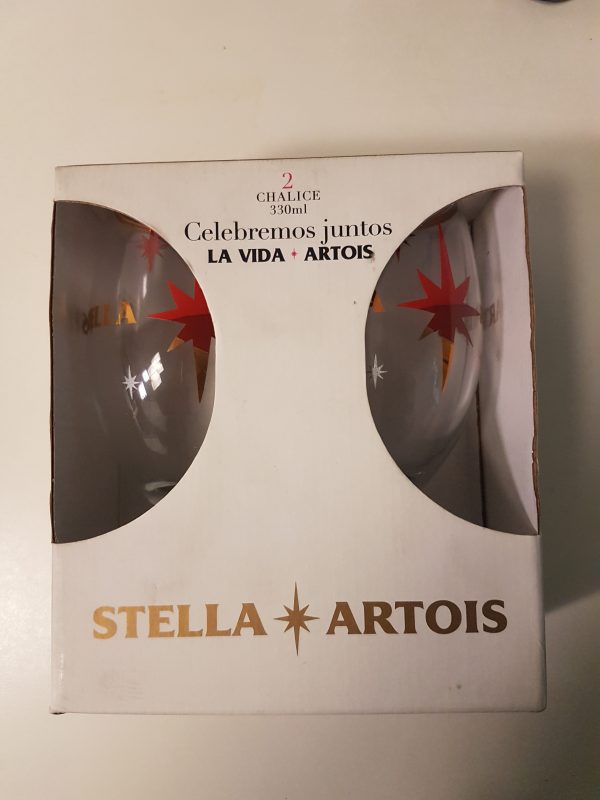 2
CHALICE
330ml
Celebremos juntos
LA VIDA ARTOIS
STELLA ARTOIS